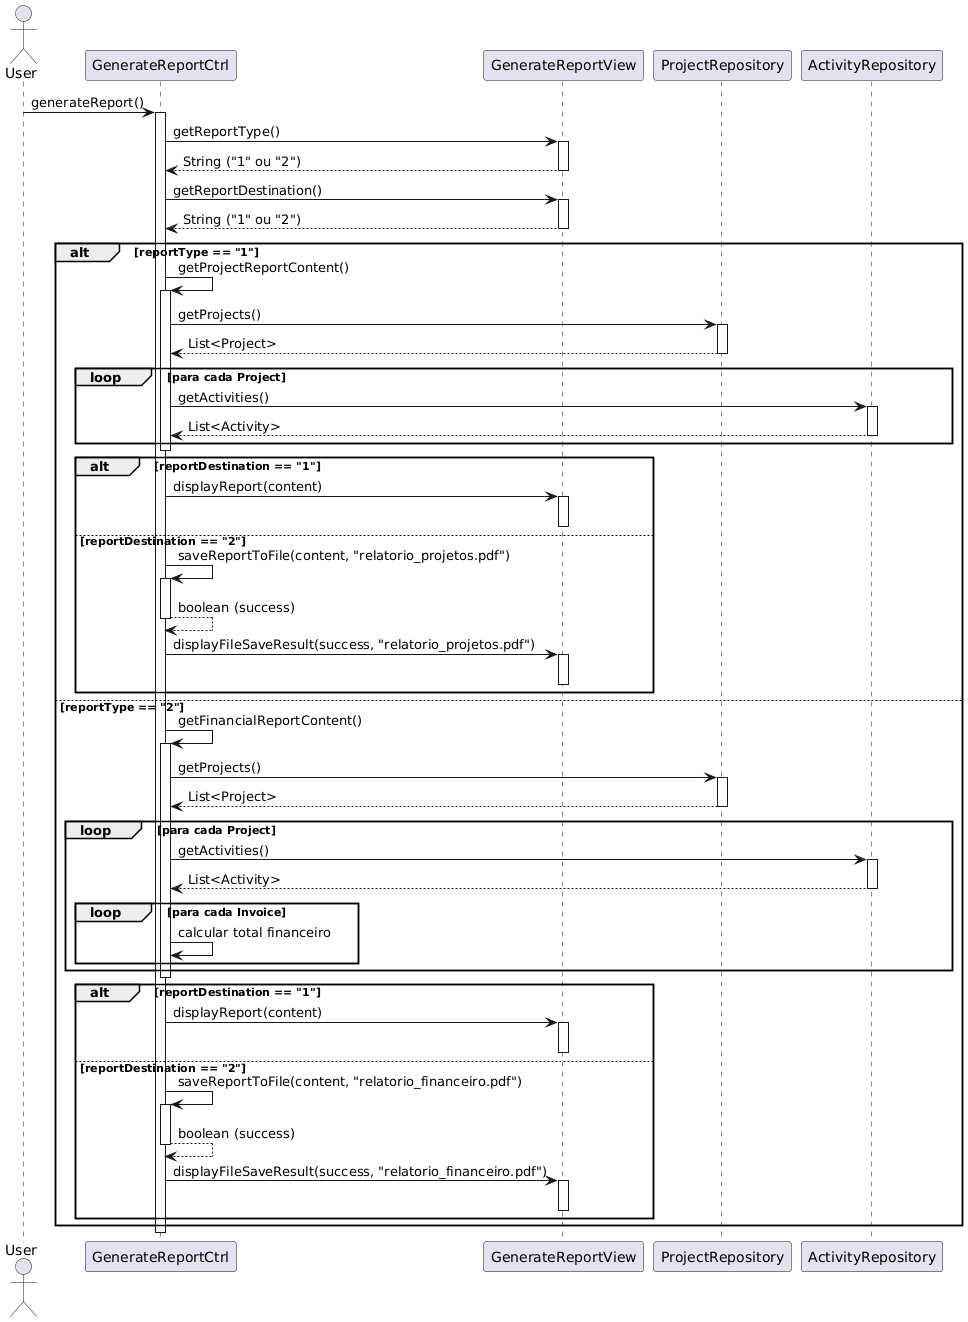 User
GenerateReportCtrl
GenerateReportView
ProjectRepository
ActivityRepository
generateReport()
getReportType()
String ("1" ou "2")
getReportDestination()
String ("1" ou "2")
alt
[reportType == "1"]
getProjectReportContent()
getProjects()
List<Project>
loop
[para cada Project]
getActivities()
List<Activity>
alt
[reportDestination == "1"]
displayReport(content)
[reportDestination == "2"]
saveReportToFile(content, "relatorio_projetos.pdf")
boolean (success)
displayFileSaveResult(success, "relatorio_projetos.pdf")
[reportType == "2"]
getFinancialReportContent()
getProjects()
List<Project>
loop
[para cada Project]
getActivities()
List<Activity>
loop
[para cada Invoice]
calcular total financeiro
alt
[reportDestination == "1"]
displayReport(content)
[reportDestination == "2"]
saveReportToFile(content, "relatorio_financeiro.pdf")
boolean (success)
displayFileSaveResult(success, "relatorio_financeiro.pdf")
User
GenerateReportCtrl
GenerateReportView
ProjectRepository
ActivityRepository